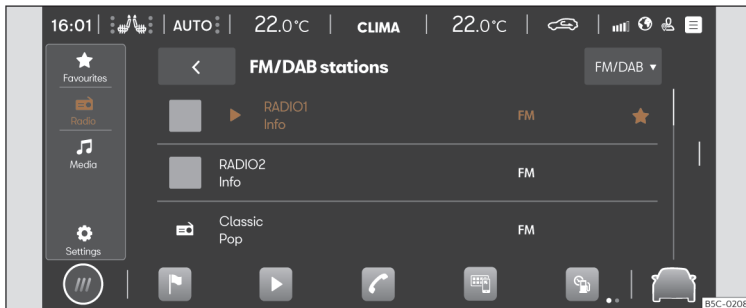 16:01 AUTO 22.0°C CLIMA 22.0°C
Favourites
FM/DAB stations
FM/DAB
Radio
RADIO1
Info
FM
Media
RADIO2
Info
FM
Classic
Pop
FM
Settings
B5C-0208